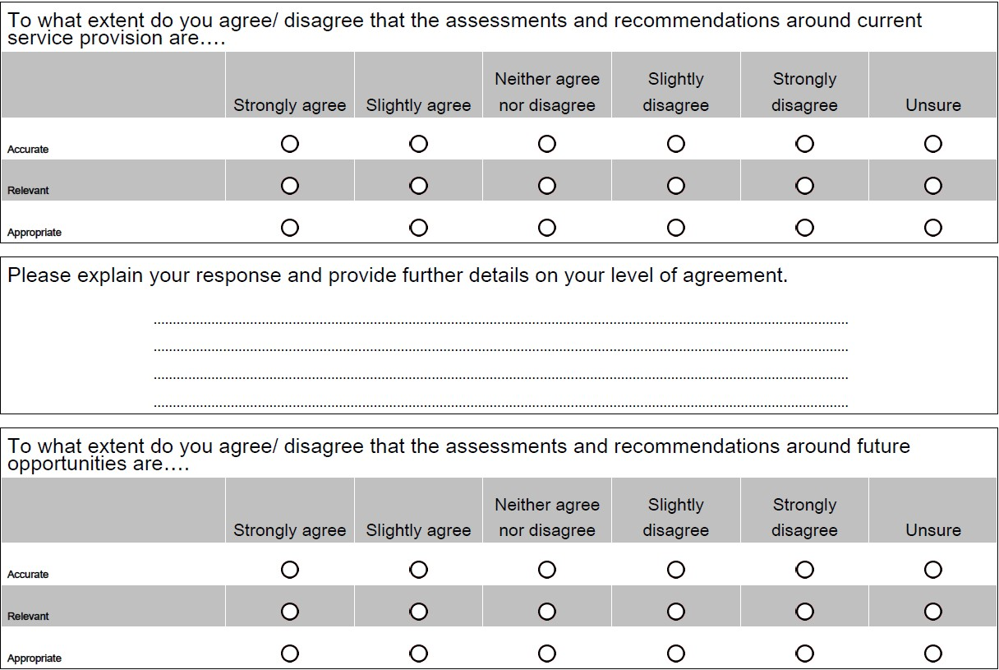 To what extent do you agree/ disagree that the assessments and recommendations around current
service provision are….
Strongly agree Slightly agree Neither agree nor disagree Slightly disagree Strongly disagree Unsure
Accurate
Relevant
Appropriate
Please explain your response and provide further details on your level of agreement.
To what extent do you agree/ disagree that the assessments and recommendations around future
opportunities are….
Strongly agree Slightly agree Neither agree nor disagree Slightly disagree Strongly disagree Unsure
Accurate
Relevant
Appropriate